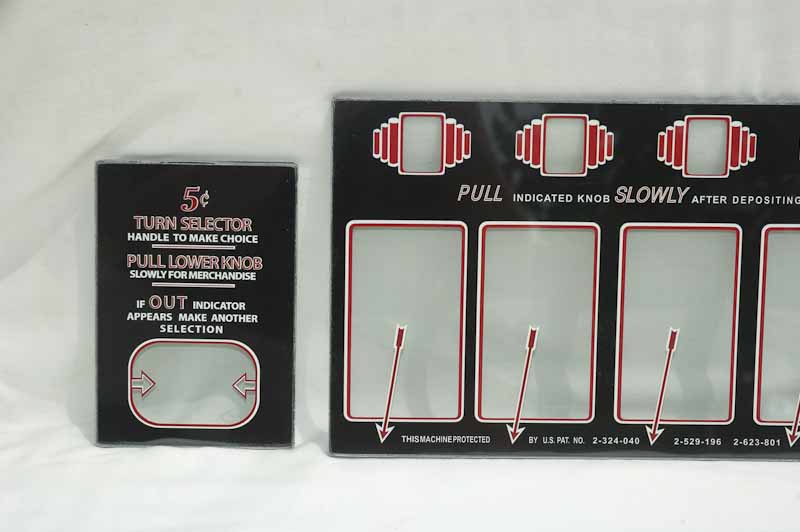 5¢
TURN SELECTOR
HANDLE TO MAKE CHOICE
PULL LOWER KNOB
SLOWLY FOR MERCHANDISE
IF OUT INDICATOR
APPEARS MAKE ANOTHER
SELECTION
PULL INDICATED KNOB SLOWLY AFTER DEPOSITING
THIS MACHINE PROTECTED BY U.S. PAT. NO. 2-324-040 2-529-196 2-623-801